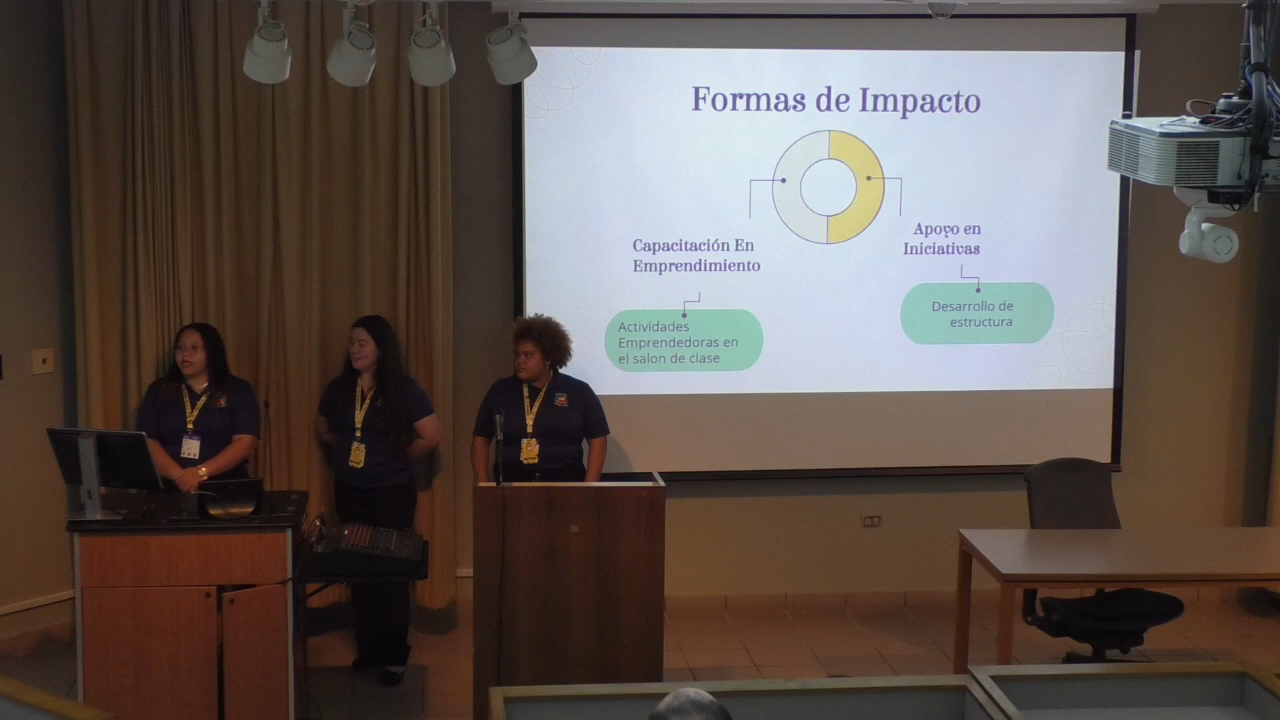 Formas de Impacto
Capacitación En
Emprendimiento
Apoyo en
Iniciativas
Actividades
Emprendedoras en
el salon de clase
Desarrollo de
estructura